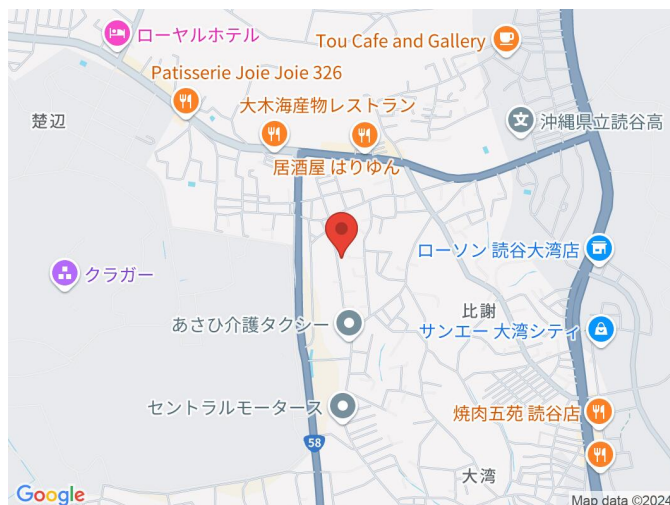 ローヤルホテル
Tou Cafe and Gallery
Patisserie Joie Joie 326
楚辺
大木海産物レストラン
文
沖縄県立読谷高
居酒屋 はりゆん
ローソン 読谷大湾店
クラガー
比謝
あさひ介護タクシー
サンエー 大湾シティ
セントラルモータース
焼肉五苑 読谷店
58
大湾
Google
Map data ©2024